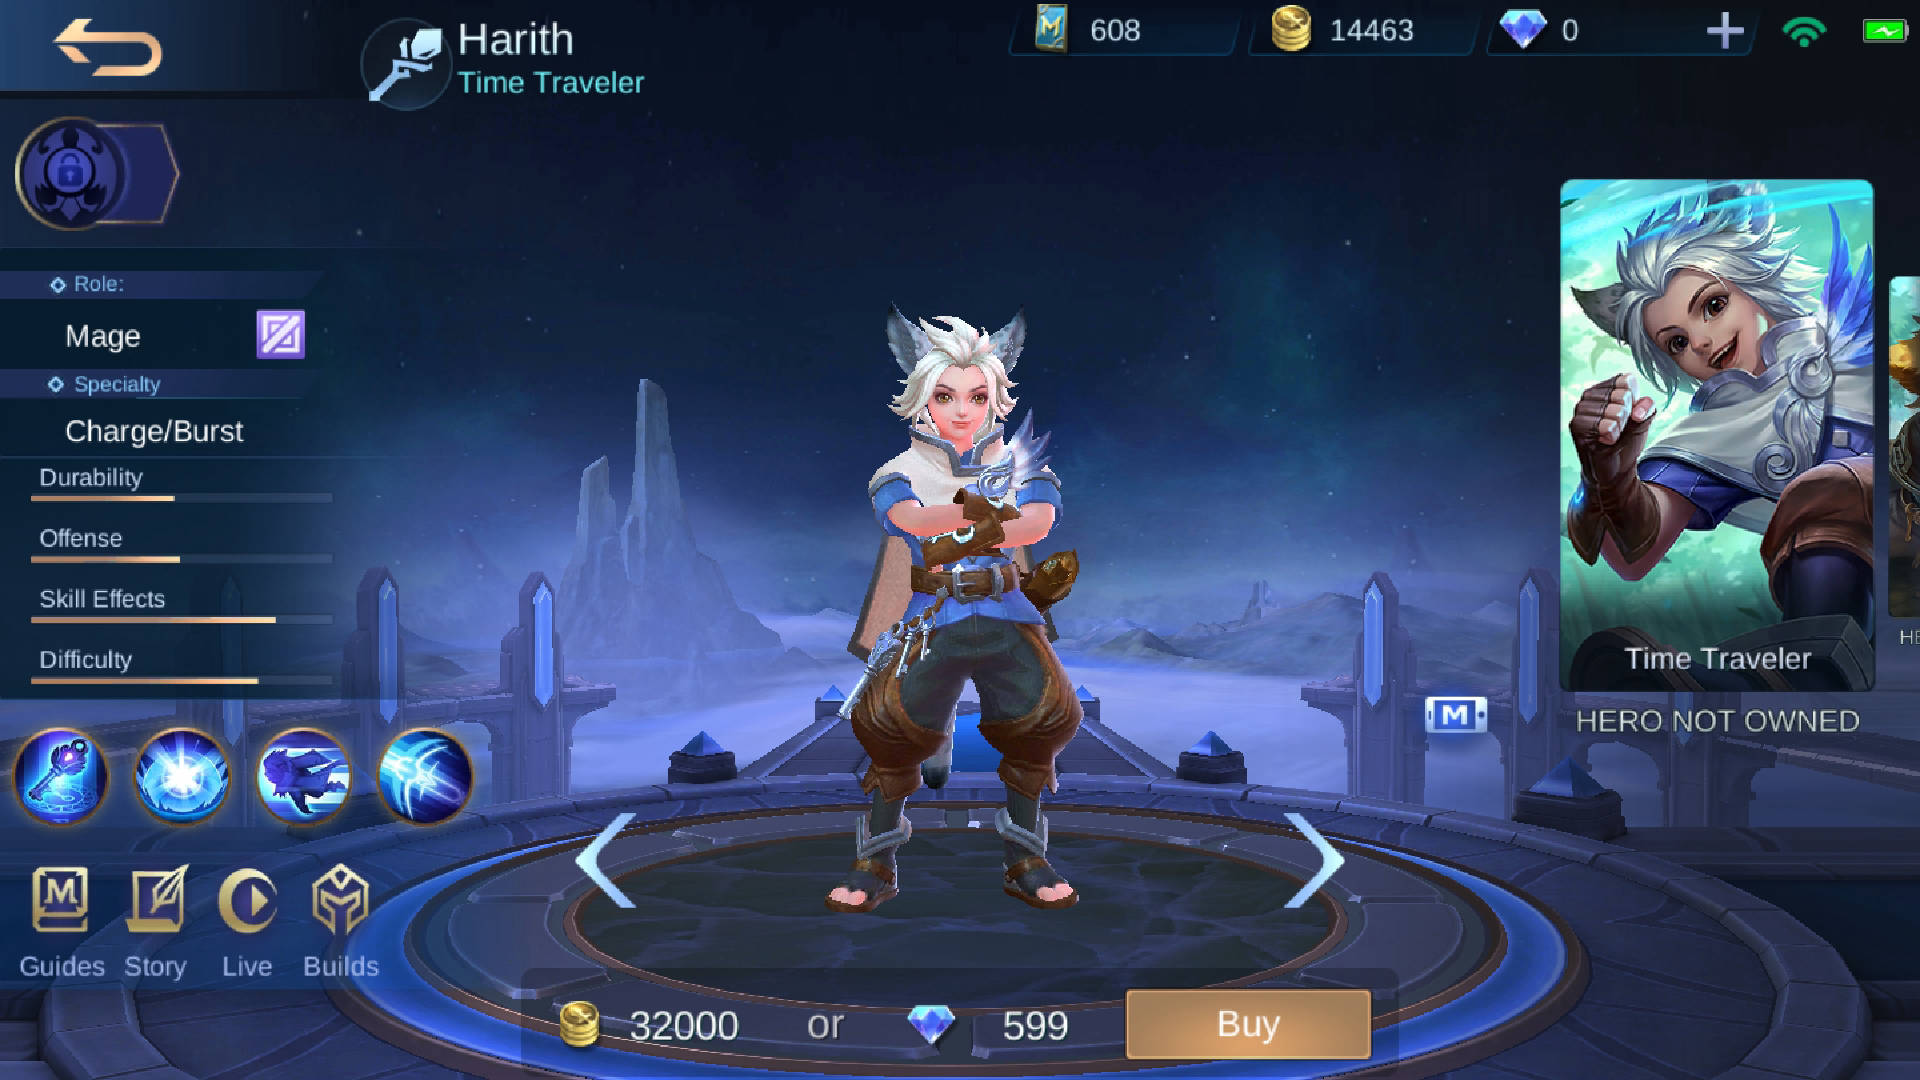 Harith
Time Traveler
M 608
14463
0
Role:
Mage
Specialty
Charge/Burst
Durability
Offense
Skill Effects
Difficulty
M
Guides
Story
Live
Builds
Time Traveler
HERO NOT OWNED
HE
M
32000 or 599
Buy